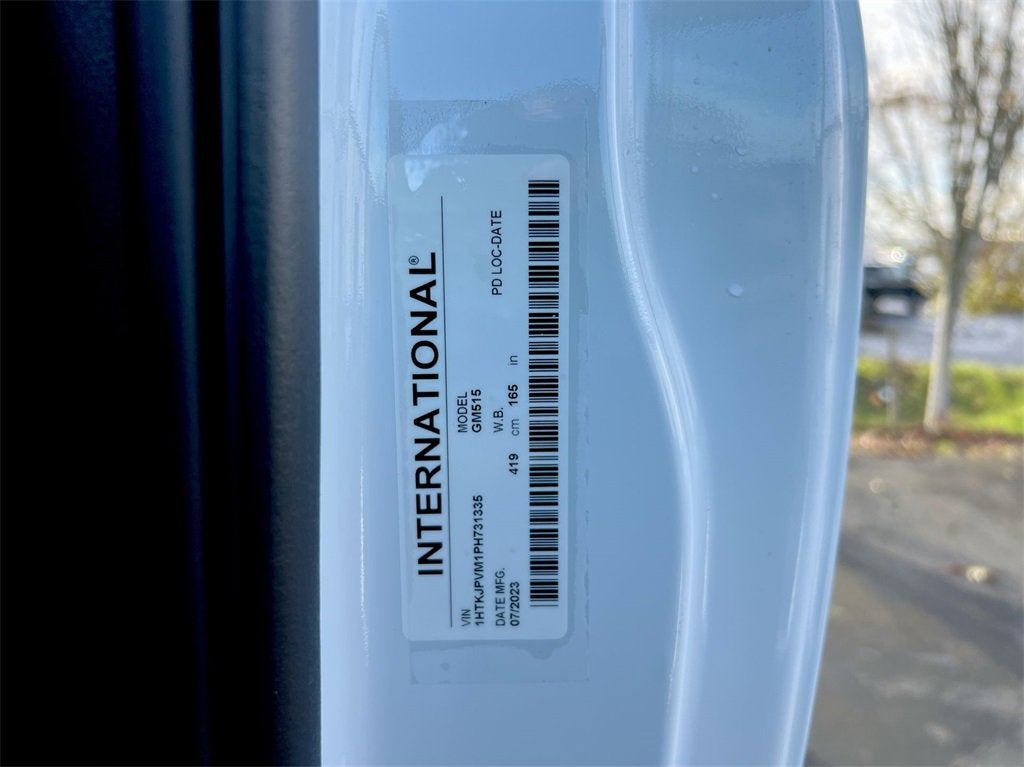 INTERNATIONAL®
VIN MODEL
1HTKJPVM1PH731335 GM515
DATE MFG. W.B. PD LOC-DATE
07/2023 419 cm 165 in